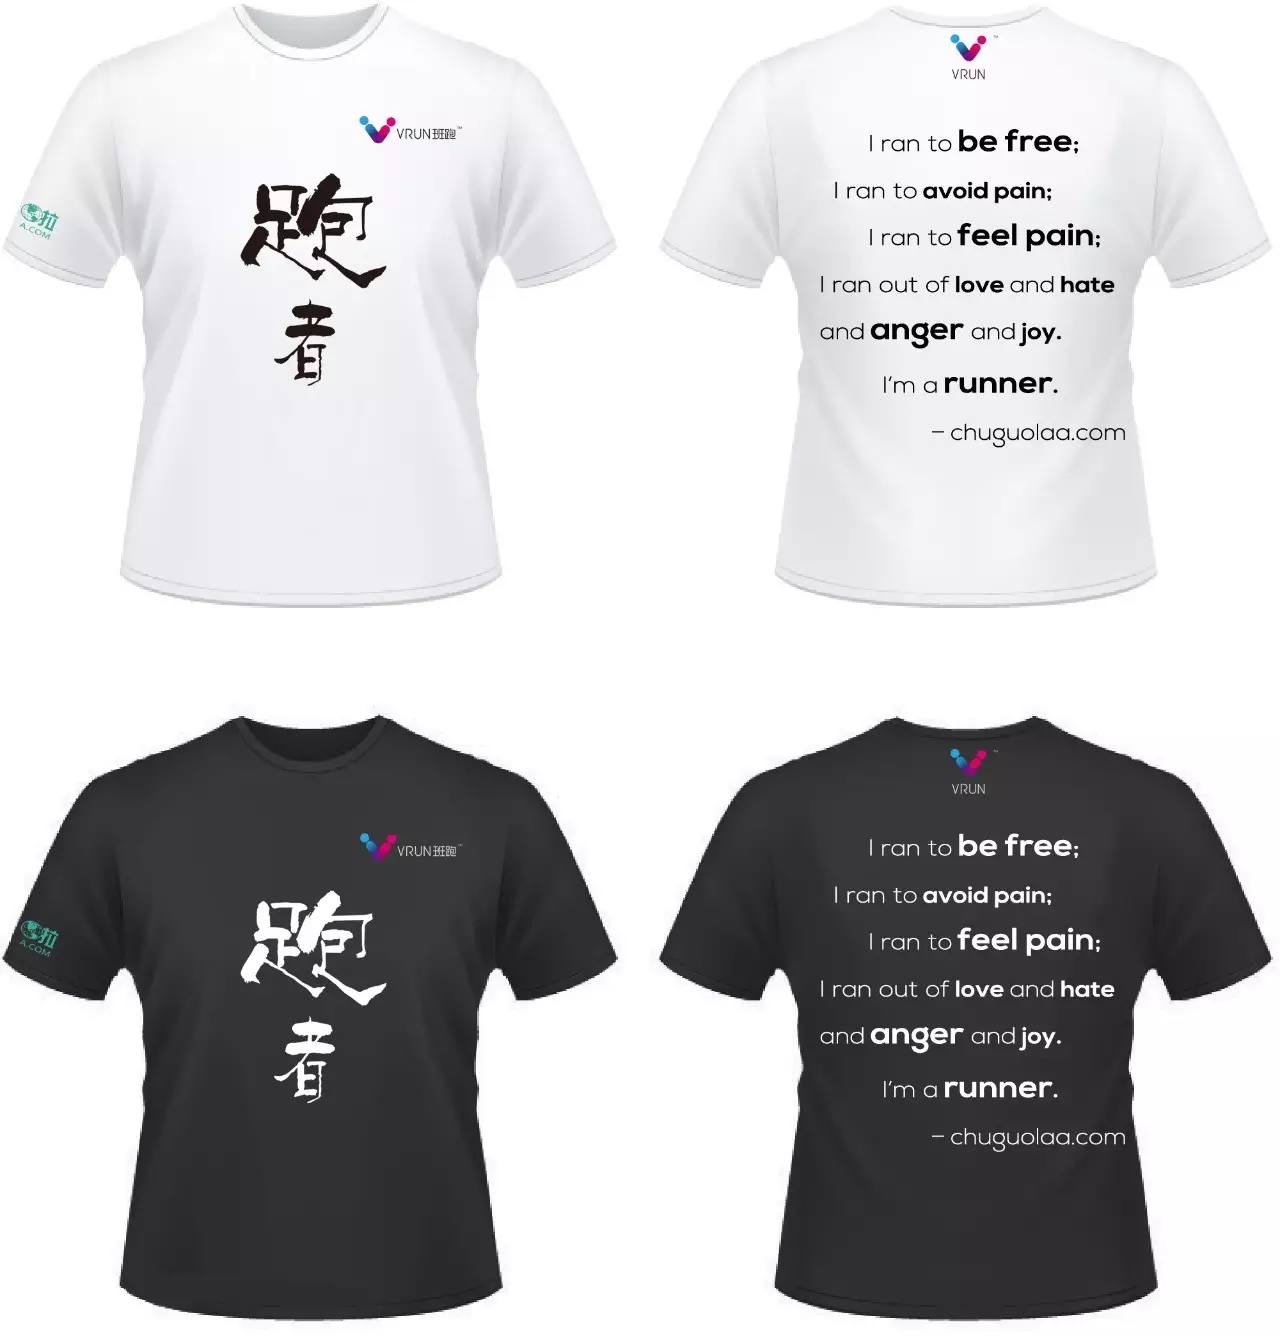 VRUN班跑™
跑
者
拉
A.COM
™
VRUN
I ran to be free;
I ran to avoid pain;
I ran to feel pain;
I ran out of love and hate
and anger and joy.
I'm a runner.
– chuguolaa.com
VRUN班跑™
跑
者
拉
A.COM
™
VRUN
I ran to be free;
I ran to avoid pain;
I ran to feel pain;
I ran out of love and hate
and anger and joy.
I'm a runner.
– chuguolaa.com